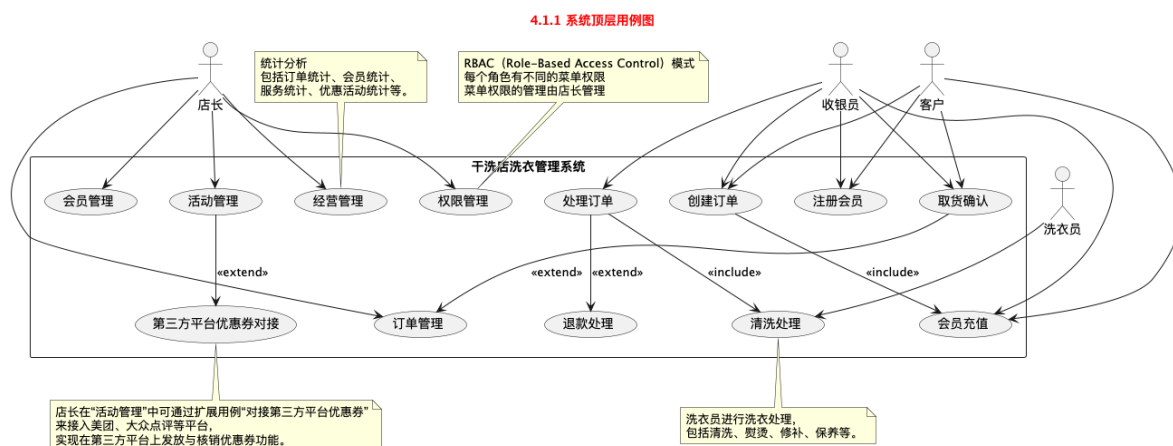 4.1.1 系统顶层用例图
统计分析
包括订单统计、会员统计、
服务统计、优惠活动统计等。
RBAC（Role-Based Access Control）模式
每个角色有不同的菜单权限
菜单权限的管理由店长管理
店长
收银员
客户
干洗店洗衣管理系统
会员管理
活动管理
经营管理
权限管理
处理订单
创建订单
注册会员
取货确认
洗衣员
«extend»
«extend»
«extend»
«include»
«include»
第三方平台优惠券对接
订单管理
退款处理
清洗处理
会员充值
店长在“活动管理”中可通过扩展用例“对接第三方平台优惠券”
来接入美团、大众点评等平台,
实现在第三方平台上发放与核销优惠券功能。
洗衣员进行洗衣处理,
包括清洗、熨烫、修补、保养等。